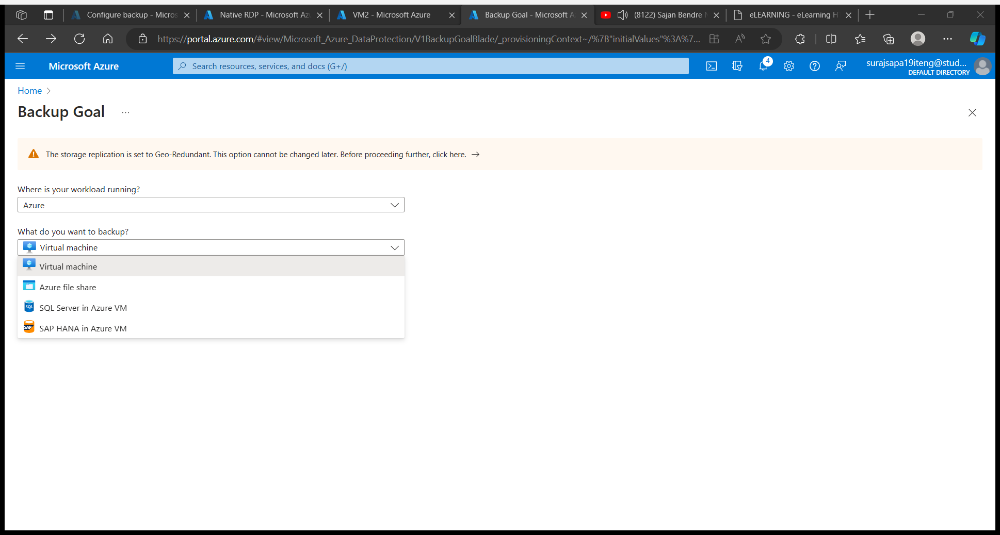 Configure backup - Micros
Native RDP - Microsoft Az
VM2 - Microsoft Azure
Backup Goal - Microsoft A
(8122) Sajan Bendre
eLEARNING - eLearning H
https://portal.azure.com/#view/Microsoft_Azure_DataProtection/V1BackupGoalBlade/_provisioningContext~/%7B"initialValues"%3A%7...
Microsoft Azure
Search resources, services, and docs (G+/)
4
surajsapa19iteng@stud...
DEFAULT DIRECTORY
Home
Backup Goal ...
The storage replication is set to Geo-Redundant. This option cannot be changed later. Before proceeding further, click here. →
Where is your workload running?
Azure
What do you want to backup?
Virtual machine
Virtual machine
Azure file share
SQL
SQL Server in Azure VM
SAP
SAP HANA in Azure VM